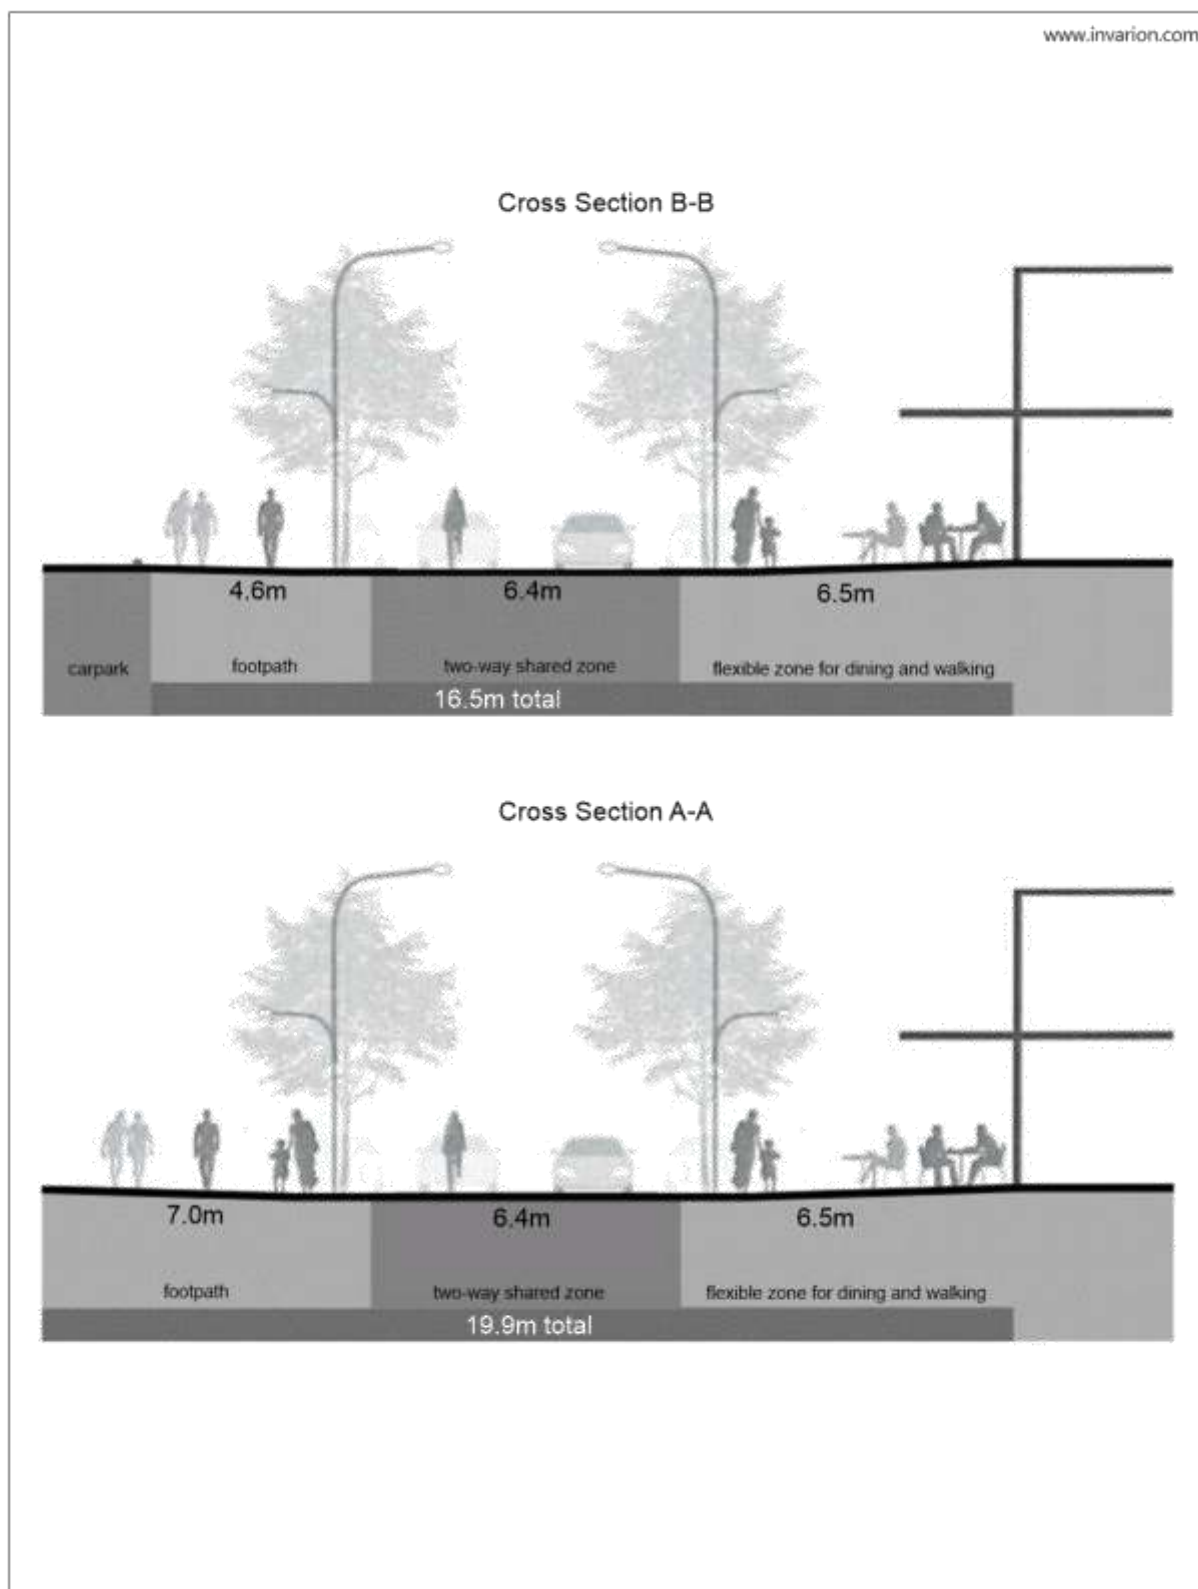 www.invarion.com
Cross Section B-B
4.6m 6.4m 6.5m
carpark footpath two-way shared zone flexible zone for dining and walking
16.5m total
Cross Section A-A
7.0m 6.4m 6.5m
footpath two-way shared zone flexible zone for dining and walking
19.9m total